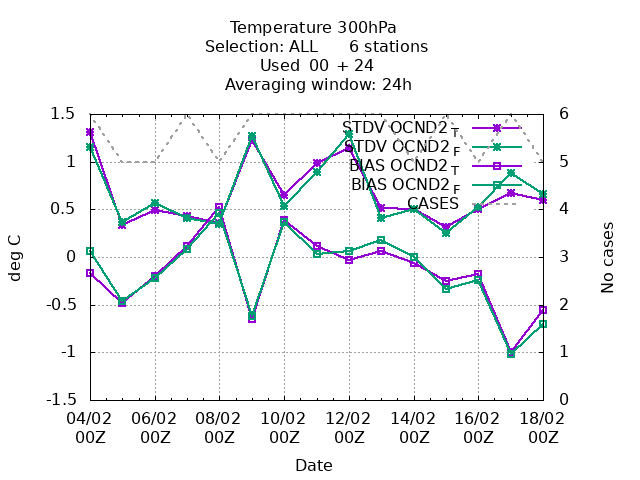 Temperature 300hPa
Selection: ALL 6 stations
Used 00 + 24
Averaging window: 24h
STDV OCND2 T
STDV OCND2 F
BIAS OCND2 T
BIAS OCND2 F
CASES
1.5
1
0.5
0
-0.5
-1
-1.5
deg C
6
5
4
3
2
1
0
No cases
04/02 06/02 08/02 10/02 12/02 14/02 16/02 18/02
00Z 00Z 00Z 00Z 00Z 00Z 00Z 00Z
Date